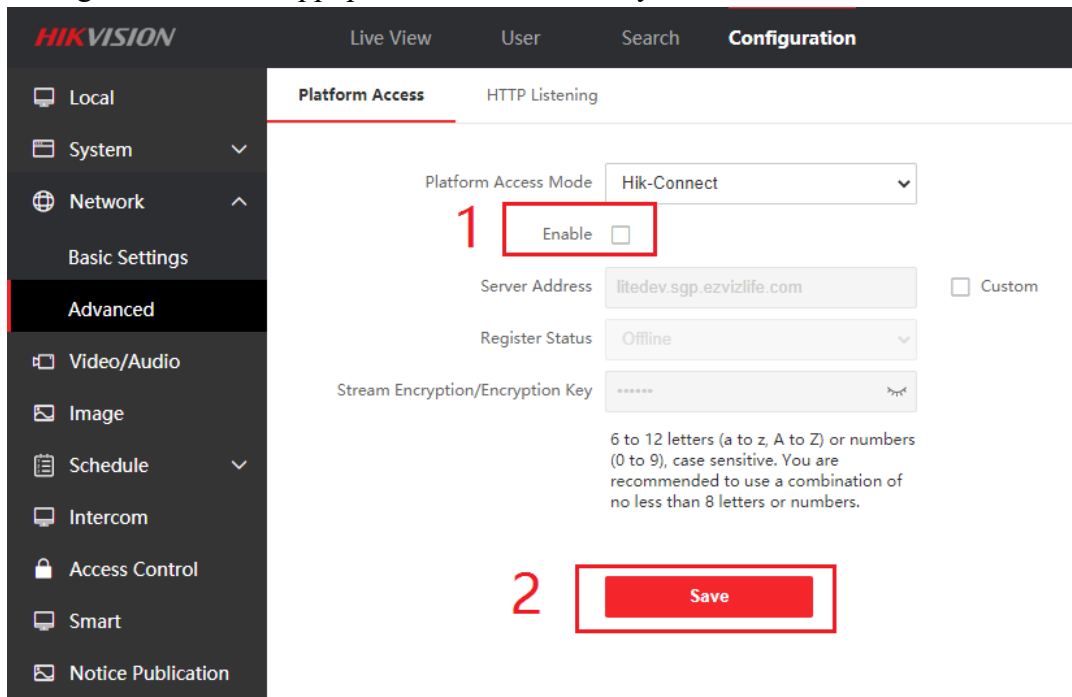 HIKVISION
Live View
User
Search
Configuration
Local
System
Network
Basic Settings
Advanced
Video/Audio
Image
Schedule
Intercom
Access Control
Smart
Notice Publication
Platform Access
HTTP Listening
Platform Access Mode
Hik-Connect
1
Enable
Server Address
litedev.sgp.ezvizlife.com
Custom
Register Status
Offline
Stream Encryption/Encryption Key
••••••
6 to 12 letters (a to z, A to Z) or numbers
(0 to 9), case sensitive. You are
recommended to use a combination of
no less than 8 letters or numbers.
2
Save